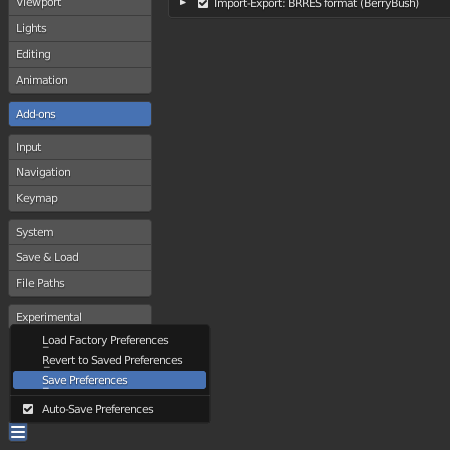 Viewport
Import-Export: BRRES format (BerryBush)
Lights
Editing
Animation
Add-ons
Input
Navigation
Keymap
System
Save & Load
File Paths
Experimental
Load Factory Preferences
Revert to Saved Preferences
Save Preferences
Auto-Save Preferences